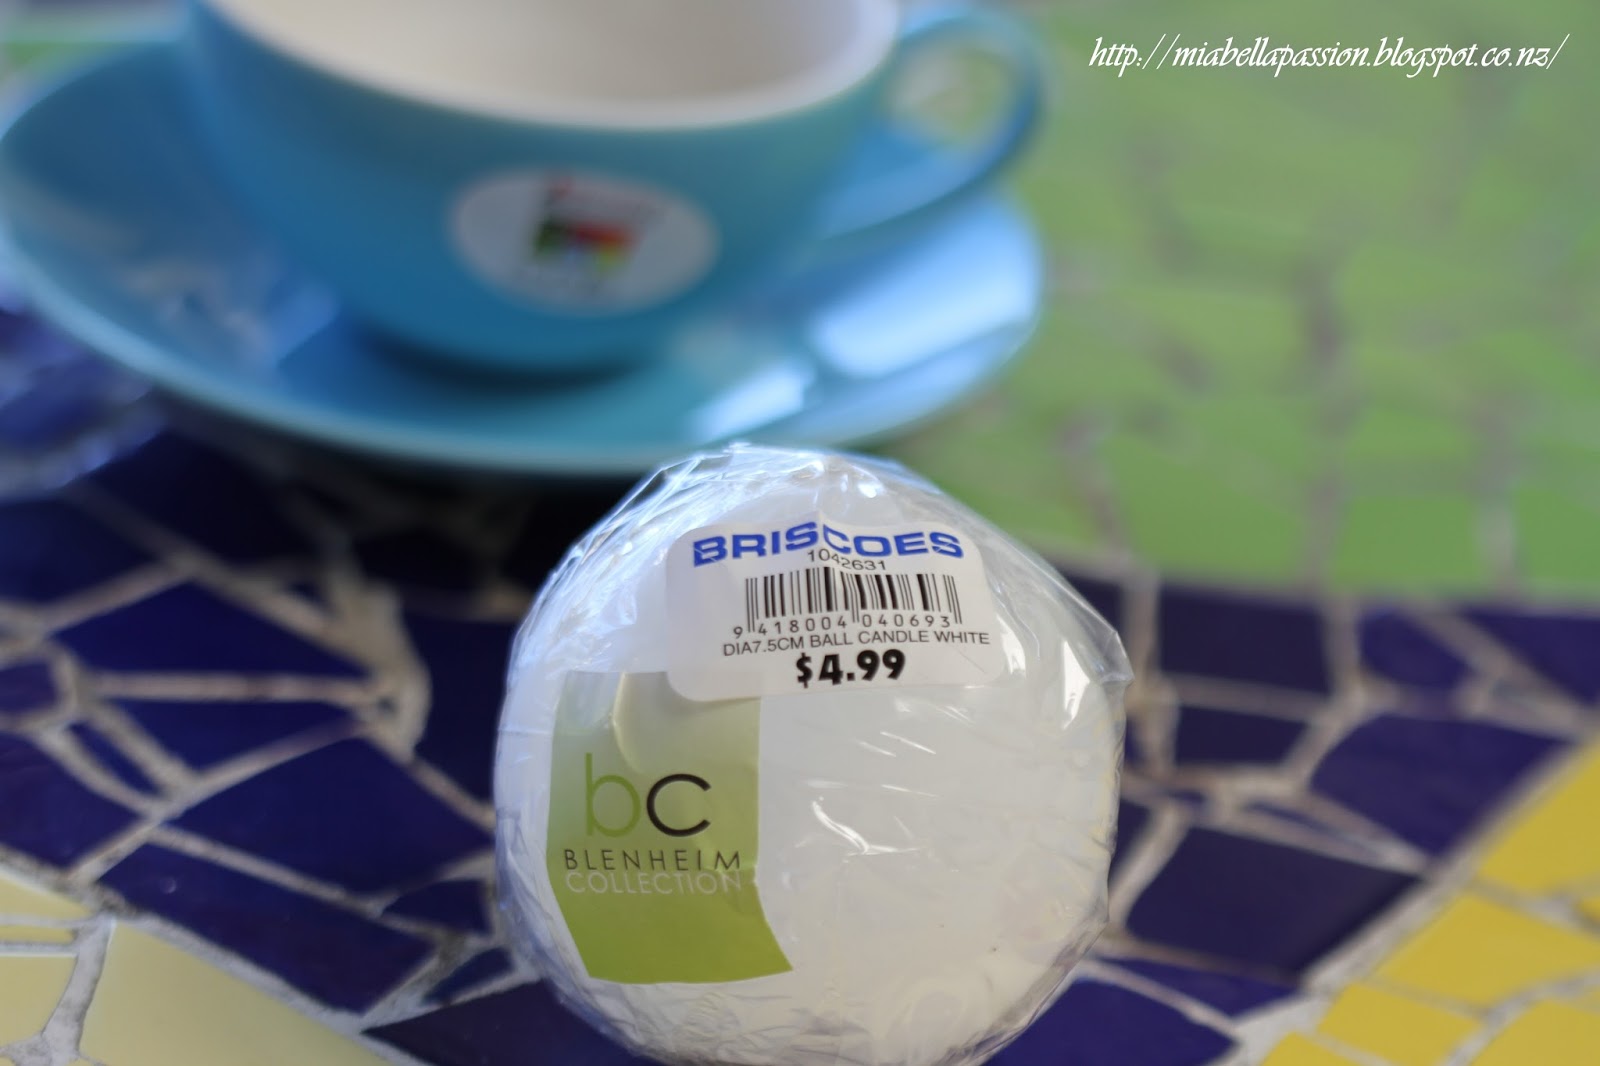 http://miabellapassion.blogspot.co.nz/
BRISCOES
1042631
9 418004 040693
DIA7.5CM BALL CANDLE WHITE
$4.99
bc
BLENHEIM
COLLECTION